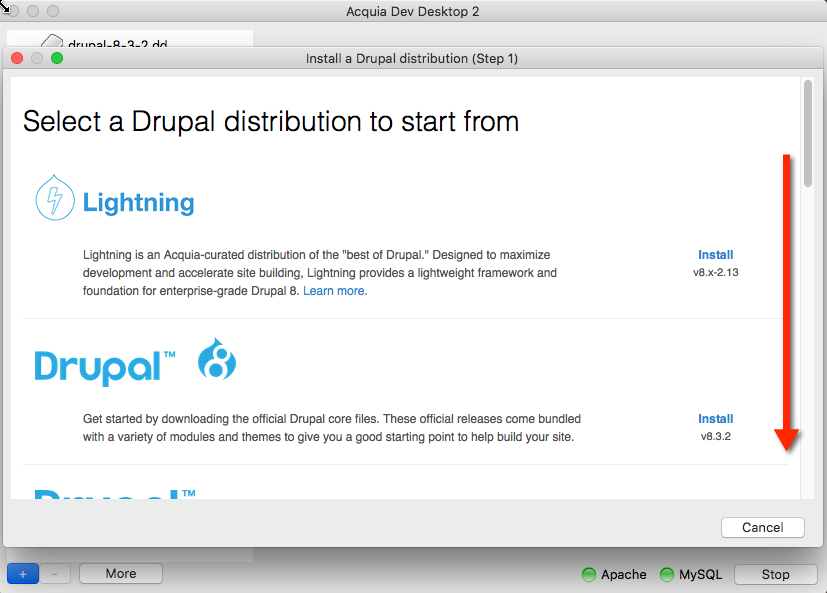 Acquia Dev Desktop 2
drupal-8-3-2.dd
Install a Drupal distribution (Step 1)
Select a Drupal distribution to start from
Lightning
Lightning is an Acquia-curated distribution of the "best of Drupal." Designed to maximize
development and accelerate site building, Lightning provides a lightweight framework and
foundation for enterprise-grade Drupal 8. Learn more.
Install
v8.x-2.13
Drupal™ 8
Get started by downloading the official Drupal core files. These official releases come bundled
with a variety of modules and themes to give you a good starting point to help build your site.
Install
v8.3.2
Drupal™
Cancel
+ - More
Apache MySQL Stop